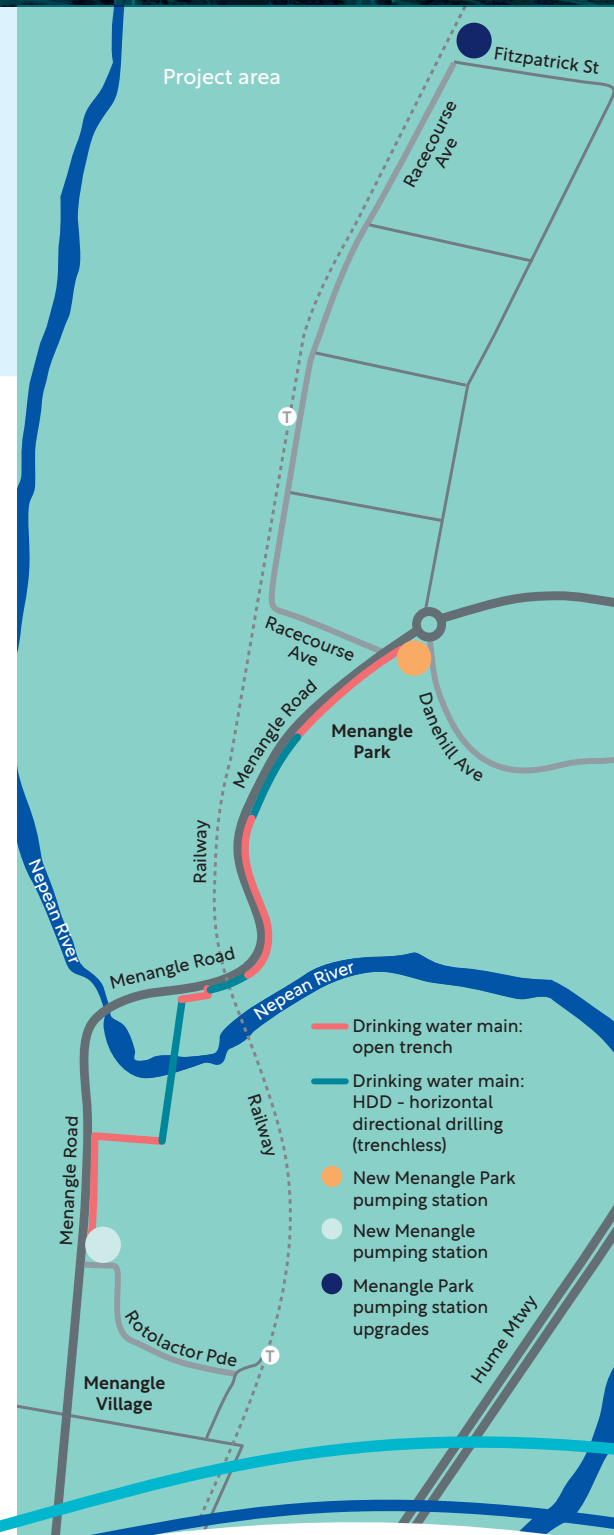 Project area
Fitzpatrick St
Racecourse
Ave
T
Racecourse
Ave
Menangle Road
Menangle
Park
Danehill Ave
Railway
Nepean River
Menangle Road
Nepean River
Drinking water main:
open trench
Drinking water main:
HDD - horizontal
directional drilling
(trenchless)
Railway
Menangle Road
New Menangle Park
pumping station
New Menangle
pumping station
Menangle Park
pumping station
upgrades
Hume Mtwy
Rotolactor Pde
T
Menangle
Village